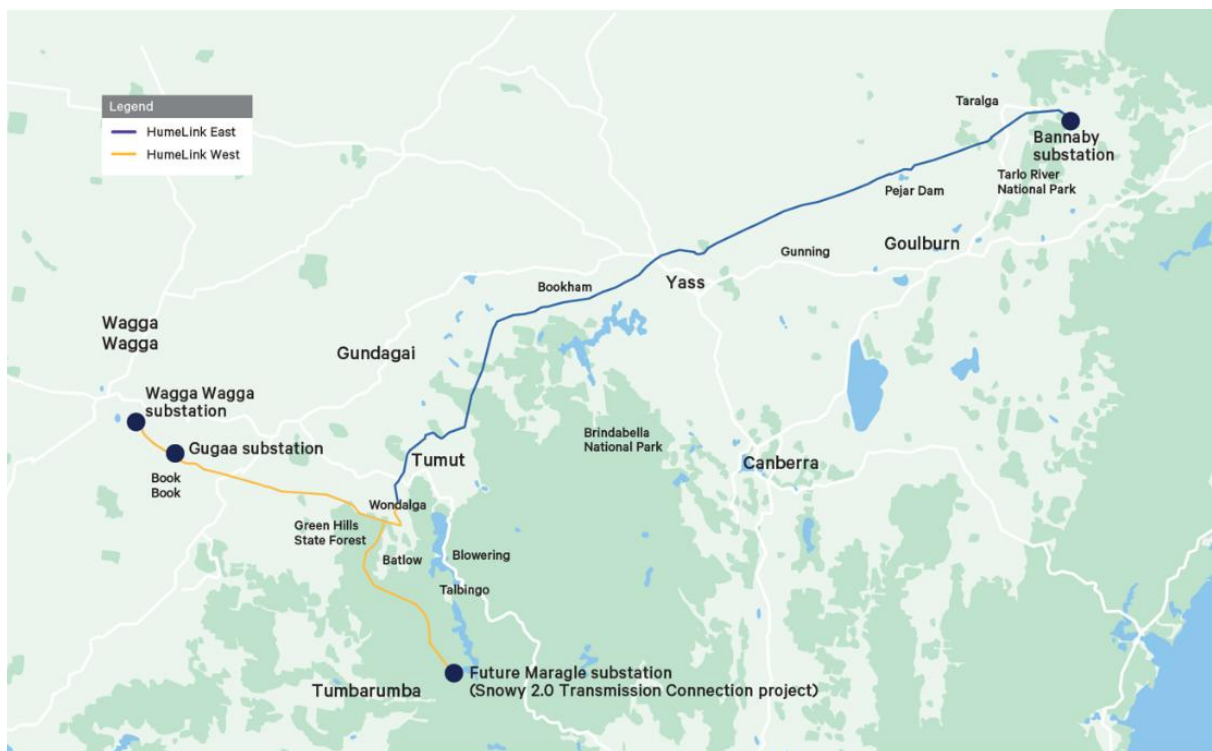 Legend
HumeLink East
HumeLink West
Taralga
Bannaby
substation
Tarlo River
National Park
Pejar Dam
Goulburn
Gunning
Yass
Bookham
Wagga
Wagga
Gundagai
Wagga Wagga
substation
Gugaa substation
Book
Book
Tumut
Brindabella
National Park
Canberra
Wondalga
Green Hills
State Forest
Batlow
Blowering
Talbingo
Future Maragle substation
(Snowy 2.0 Transmission Connection project)
Tumbarumba